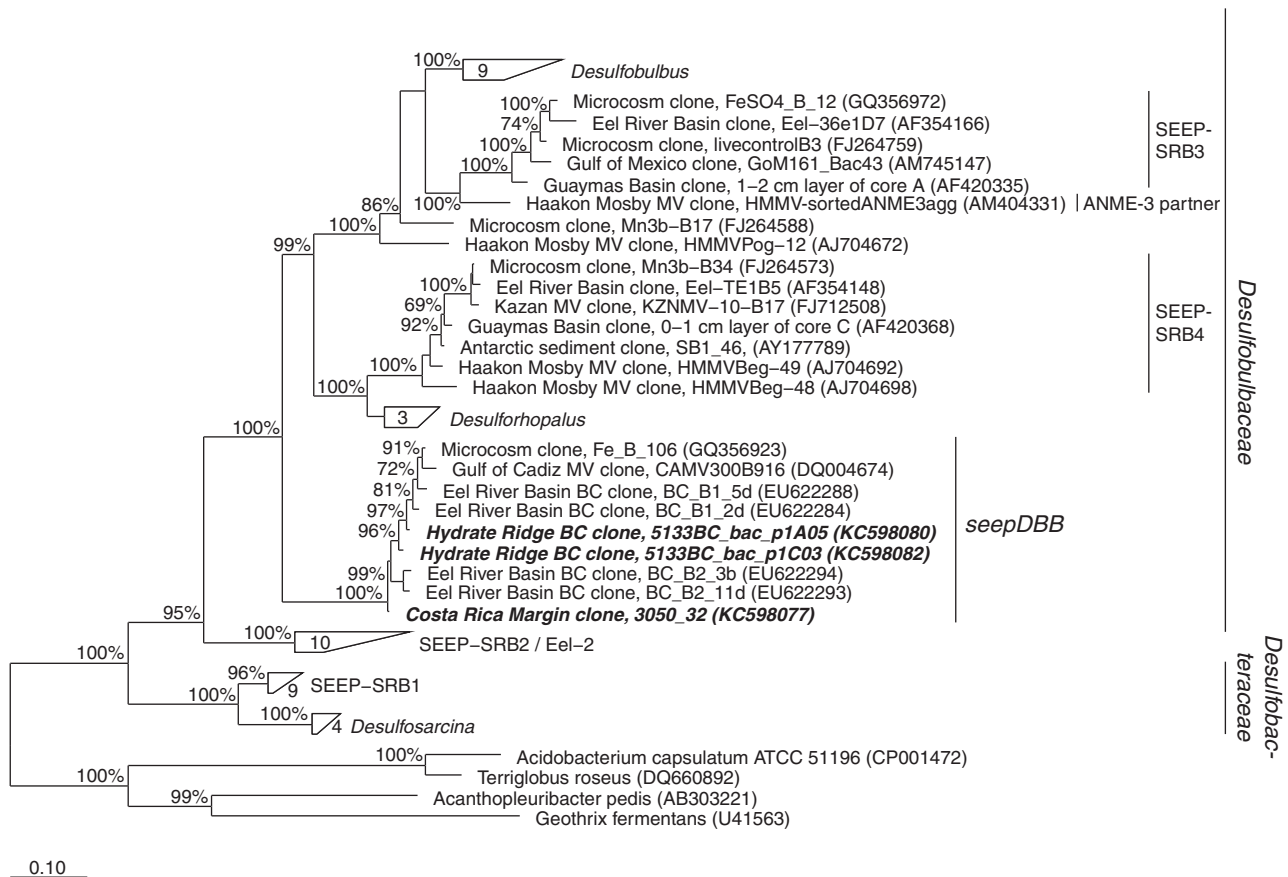 100%
9
Desulfobulbus
100%
Microcosm clone, FeSO4_B_12 (GQ356972)
74%
Eel River Basin clone, Eel−36e1D7 (AF354166)
100%
Microcosm clone, livecontrolB3 (FJ264759)
100%
Gulf of Mexico clone, GoM161_Bac43 (AM745147)
Guaymas Basin clone, 1−2 cm layer of core A (AF420335)
SEEP-
SRB3
100%
Haakon Mosby MV clone, HMMV-sortedANME3agg (AM404331)
ANME-3 partner
86%
Microcosm clone, Mn3b−B17 (FJ264588)
100%
Haakon Mosby MV clone, HMMVPog−12 (AJ704672)
99%
Microcosm clone, Mn3b−B34 (FJ264573)
100%
Eel River Basin clone, Eel−TE1B5 (AF354148)
69%
Kazan MV clone, KZNMV−10−B17 (FJ712508)
92%
Guaymas Basin clone, 0−1 cm layer of core C (AF420368)
Antarctic sediment clone, SB1_46, (AY177789)
100%
Haakon Mosby MV clone, HMMVBeg−49 (AJ704692)
Haakon Mosby MV clone, HMMVBeg−48 (AJ704698)
SEEP-
SRB4
100%
3
Desulforhopalus
100%
91%
Microcosm clone, Fe_B_106 (GQ356923)
72%
Gulf of Cadiz MV clone, CAMV300B916 (DQ004674)
81%
Eel River Basin BC clone, BC_B1_5d (EU622288)
97%
Eel River Basin BC clone, BC_B1_2d (EU622284)
96%
Hydrate Ridge BC clone, 5133BC_bac_p1A05 (KC598080)
Hydrate Ridge BC clone, 5133BC_bac_p1C03 (KC598082)
99%
Eel River Basin BC clone, BC_B2_3b (EU622294)
100%
Eel River Basin BC clone, BC_B2_11d (EU622293)
Costa Rica Margin clone, 3050_32 (KC598077)
seepDBB
Desulfobulbaceae
95%
100%
10
SEEP−SRB2 / Eel−2
100%
96%
9
SEEP−SRB1
100%
100%
4
Desulfosarcina
Desulfobac-
teraceae
100%
Acidobacterium capsulatum ATCC 51196 (CP001472)
100%
Terriglobus roseus (DQ660892)
99%
Acanthopleuribacter pedis (AB303221)
Geothrix fermentans (U41563)
0.10